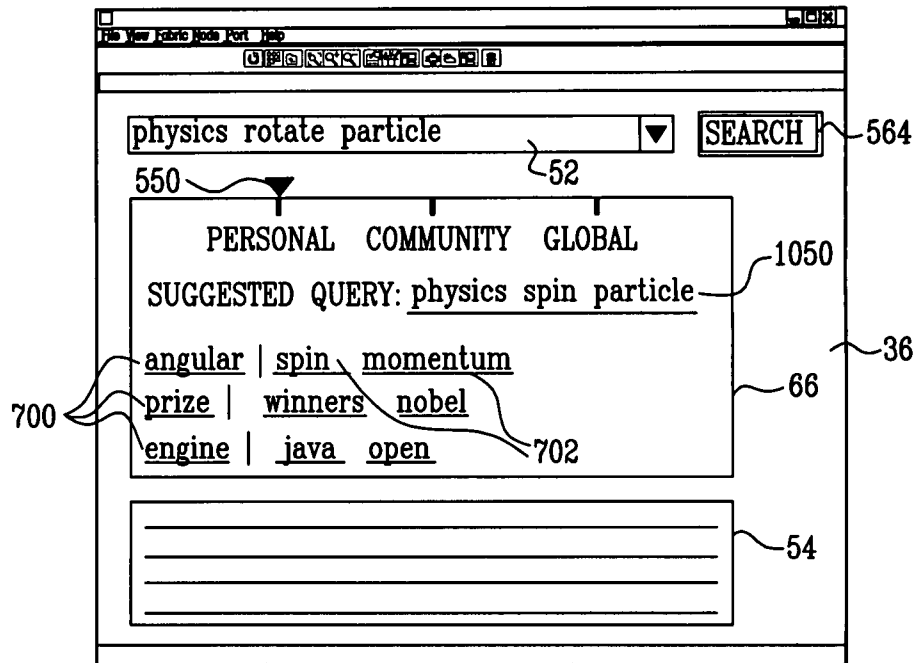 File View Fabric Node Port Help
physics rotate particle
SEARCH
564
52
550
PERSONAL COMMUNITY GLOBAL
1050
SUGGESTED QUERY: physics spin particle
36
angular | spin momentum
66
700
prize | winners nobel
engine | java open
702
54